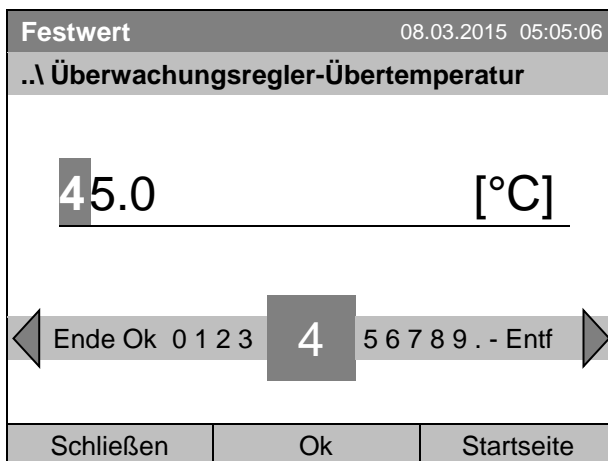 Festwert 08.03.2015 05:05:06
..\ Überwachungsregler-Übertemperatur
45.0 [°C]
Ende Ok 0 1 2 3 4 5 6 7 8 9 . - Entf
Schließen Ok Startseite